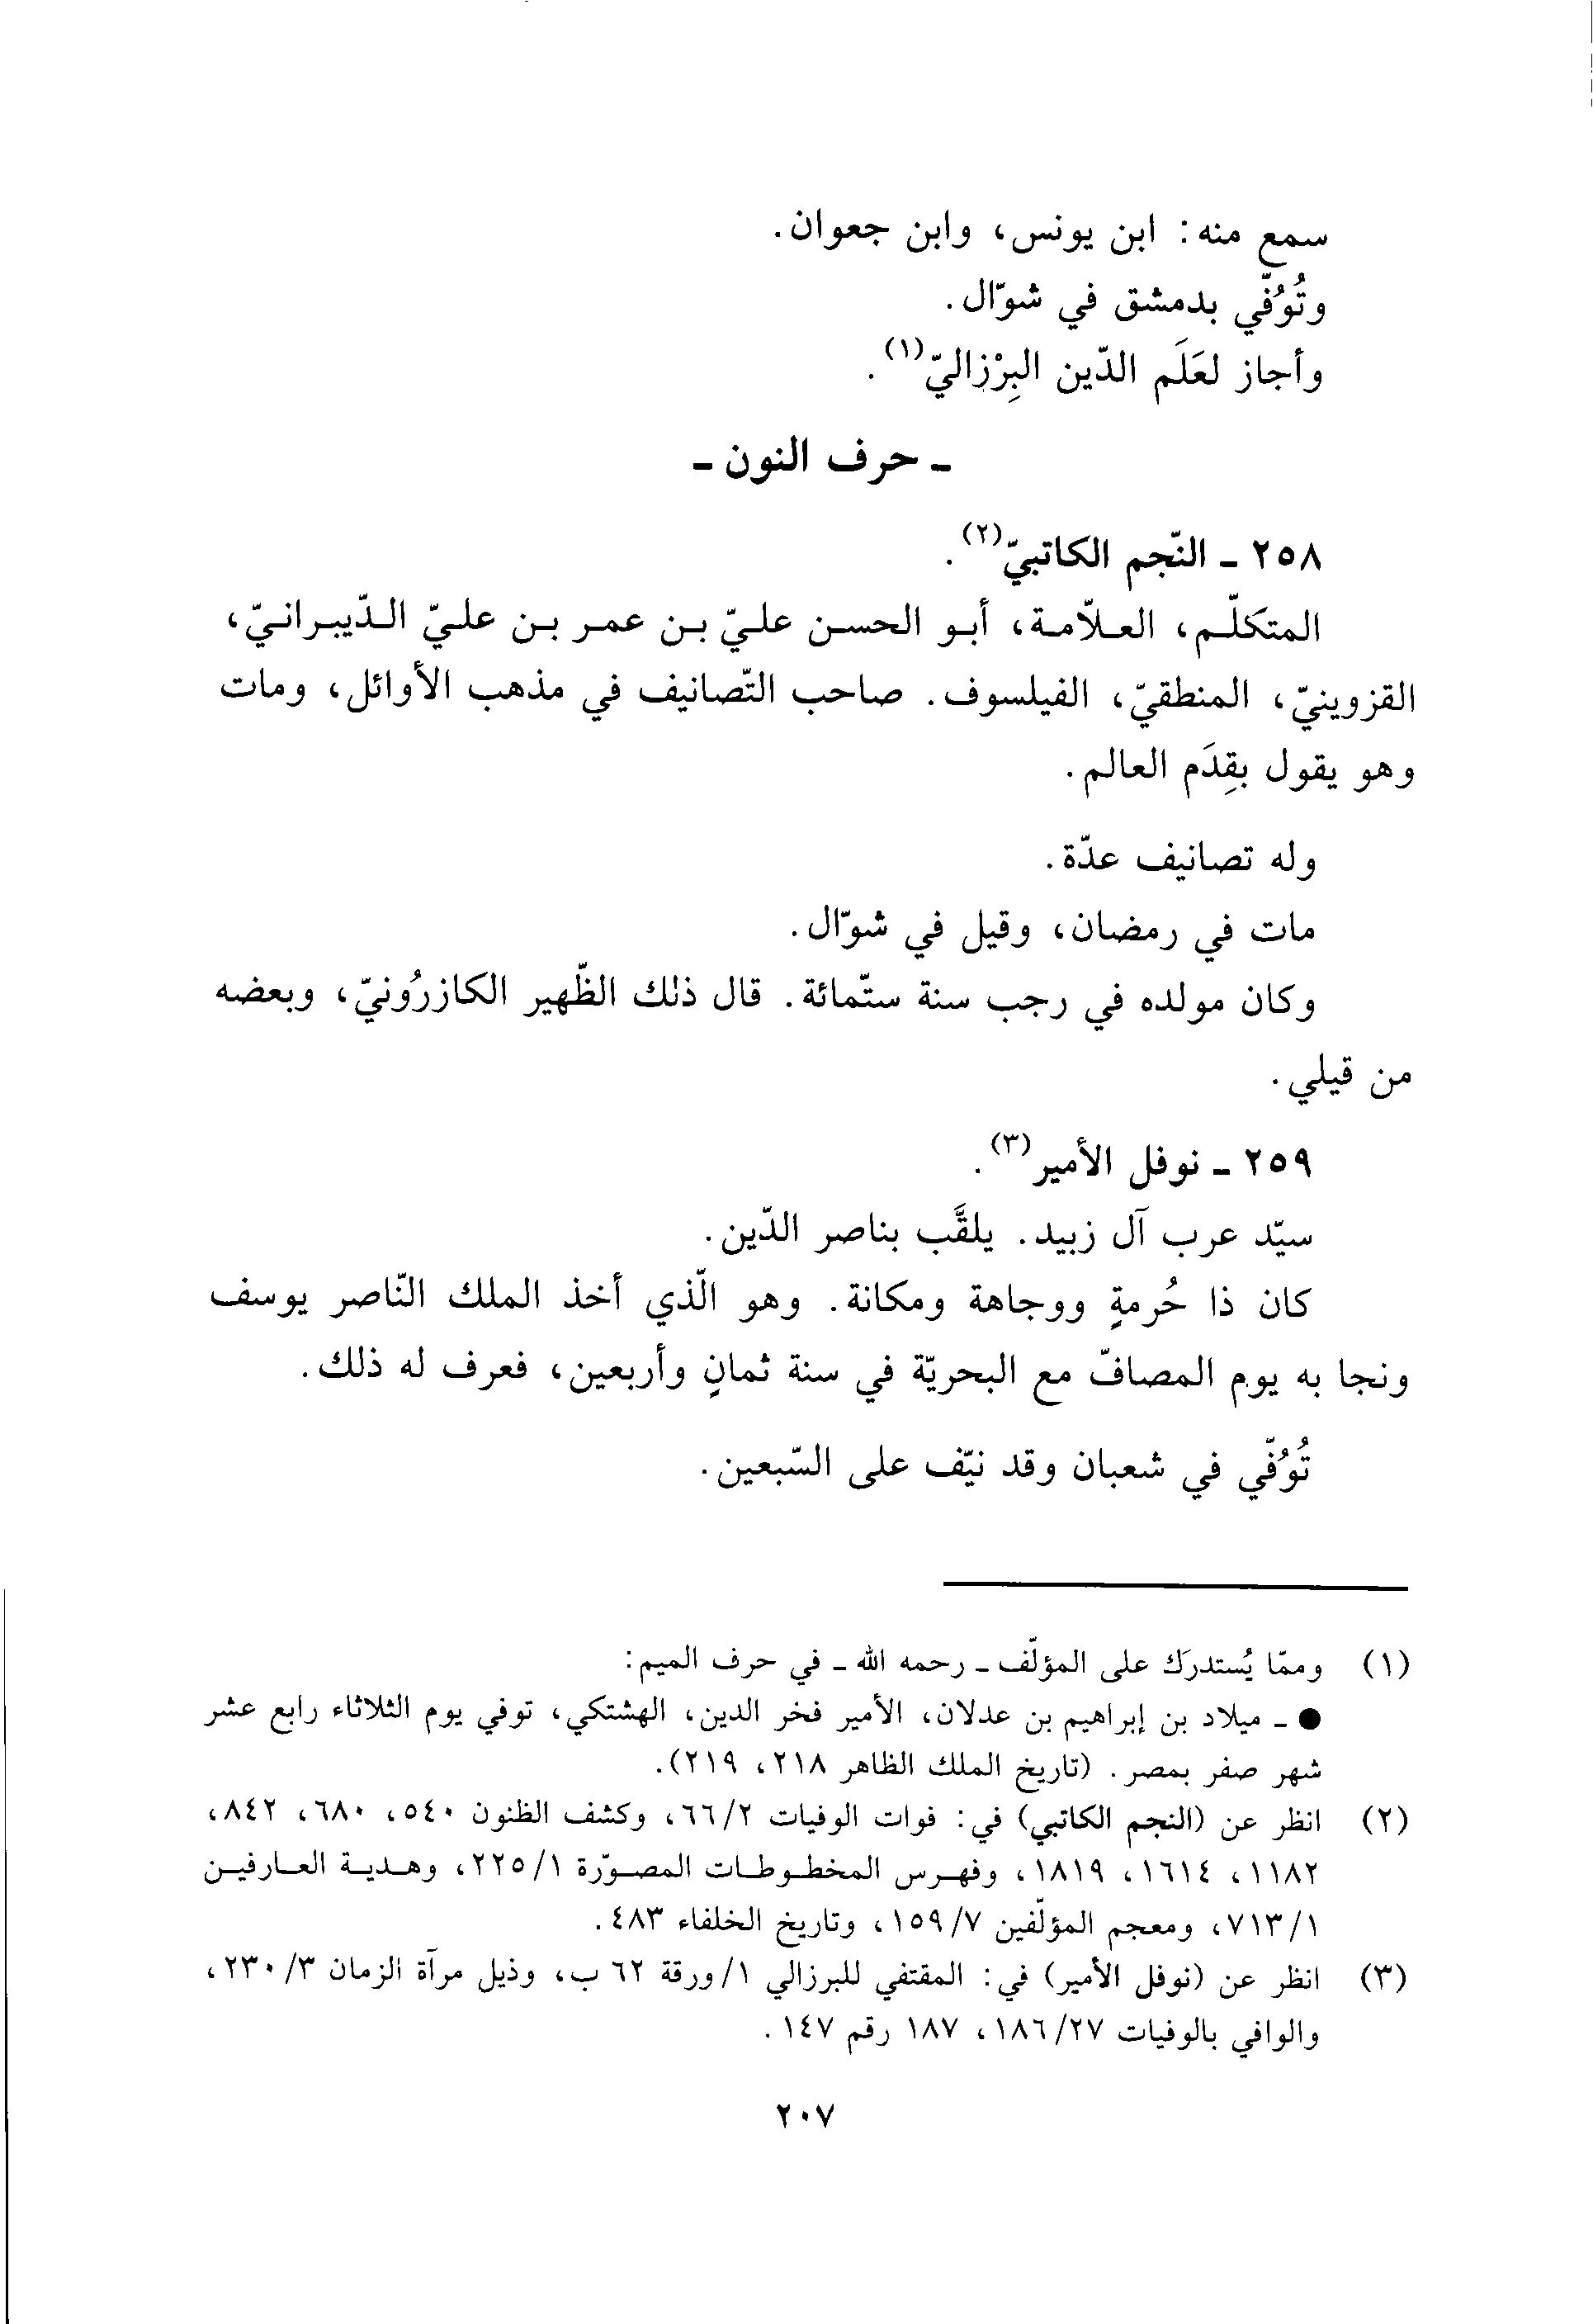 سمع منه: ابن يونس، وابن جعوان.
وتُوُفّي بدمشق في شوّال.
وأجاز لعَلَم الدّين البِرْزاليّ(١).
- حرف النون -
٢٥٨ - النّجم الكاتبيّ(٢).
المتكلّم، العلاّمة، أبو الحسن عليّ بن عمر بن عليّ الدّيبرانيّ،
القزوينيّ، المنطقيّ، الفيلسوف. صاحب التّصانيف في مذهب الأوائل، ومات
وهو يقول بقِدَم العالم.
وله تصانيف عدّة.
مات في رمضان، وقيل في شوّال.
وكان مولده في رجب سنة ستّمائة. قال ذلك الظّهير الكازرُونيّ، وبعضه
من قيلي.
٢٥٩ - نوفل الأمير(٣).
سيّد عرب آل زبيد. يلقَّب بناصر الدّين.
كان ذا حُرمةٍ ووجاهة ومكانة. وهو الّذي أخذ الملك النّاصر يوسف
ونجا به يوم المصافّ مع البحريّة في سنة ثمانٍ وأربعين، فعرف له ذلك.
تُوُفّي في شعبان وقد نيّف على السّبعين.
(١) وممّا يُستدرَك على المؤلّف - رحمه الله - في حرف الميم:
● - ميلاد بن إبراهيم بن عدلان، الأمير فخر الدين، الهشتكي، توفي يوم الثلاثاء رابع عشر
شهر صفر بمصر. (تاريخ الملك الظاهر ٢١٨، ٢١٩).
(٢) انظر عن (النجم الكاتبي) في: فوات الوفيات ٢/٦٦، وكشف الظنون ٥٤٠، ٦٨٠، ٨٤٢،
١١٨٢، ١٦١٤، ١٨١٩، وفهرس المخطوطات المصوّرة ١/٢٢٥، وهدية العارفين
١/٧١٣، ومعجم المؤلّفين ٧/١٥٩، وتاريخ الخلفاء ٤٨٣.
(٣) انظر عن (نوفل الأمير) في: المقتفي للبرزالي ١/ورقة ٦٢ ب، وذيل مرآة الزمان ٣/٢٣٠،
والوافي بالوفيات ٢٧/١٨٦، ١٨٧ رقم ١٤٧.
٢٠٧